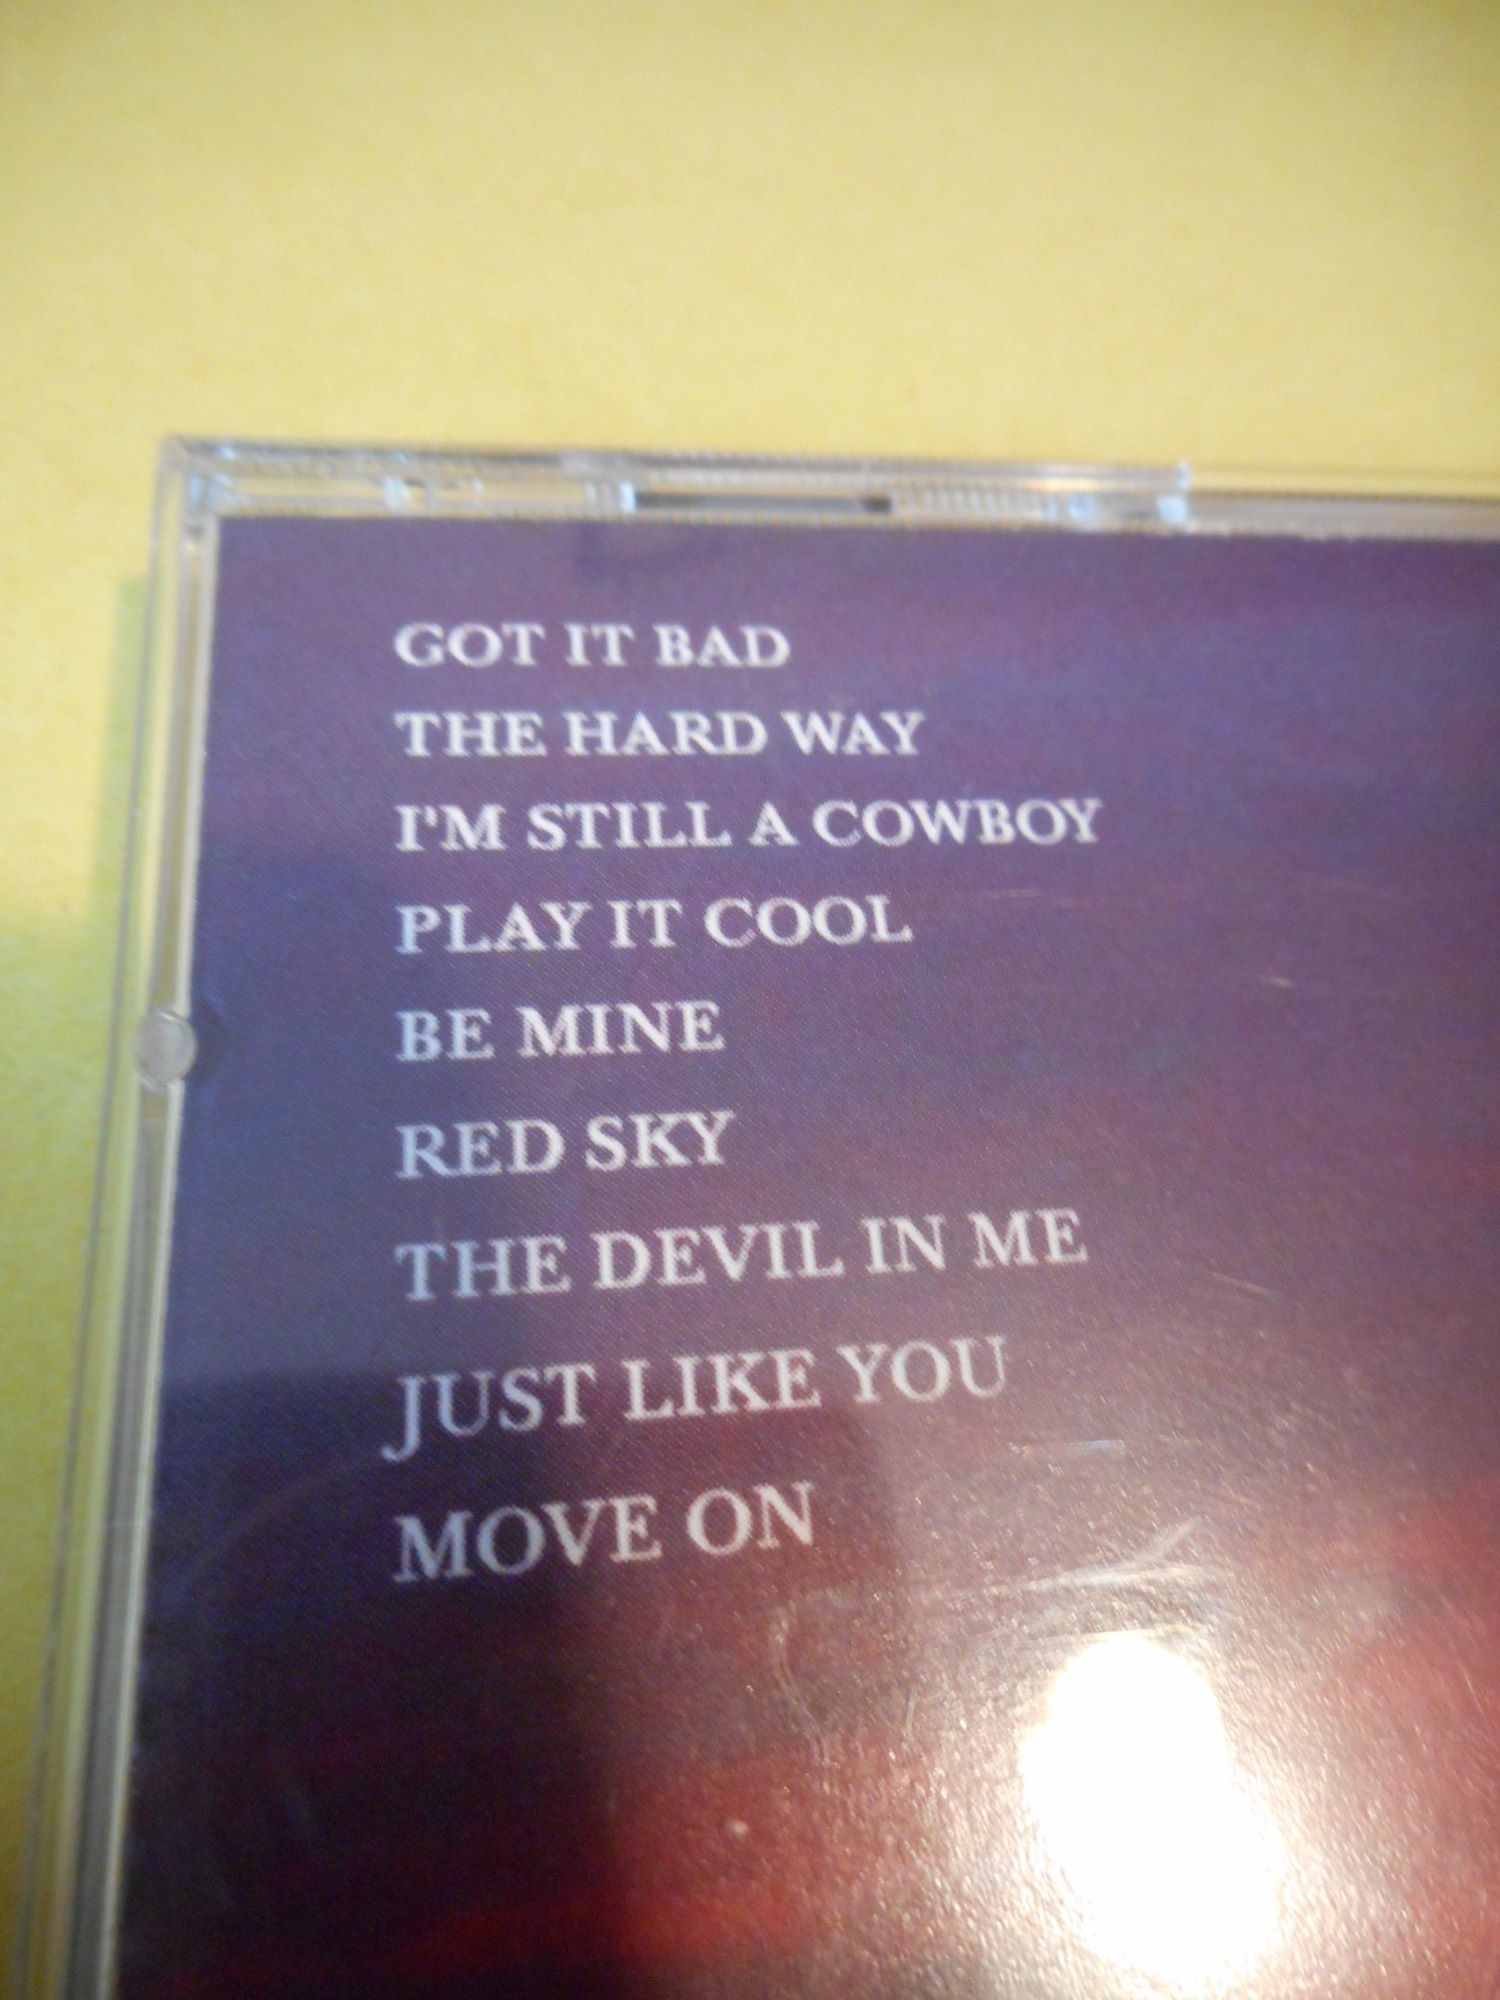 GOT IT BAD
THE HARD WAY
I'M STILL A COWBOY
PLAY IT COOL
BE MINE
RED SKY
THE DEVIL IN ME
JUST LIKE YOU
MOVE ON